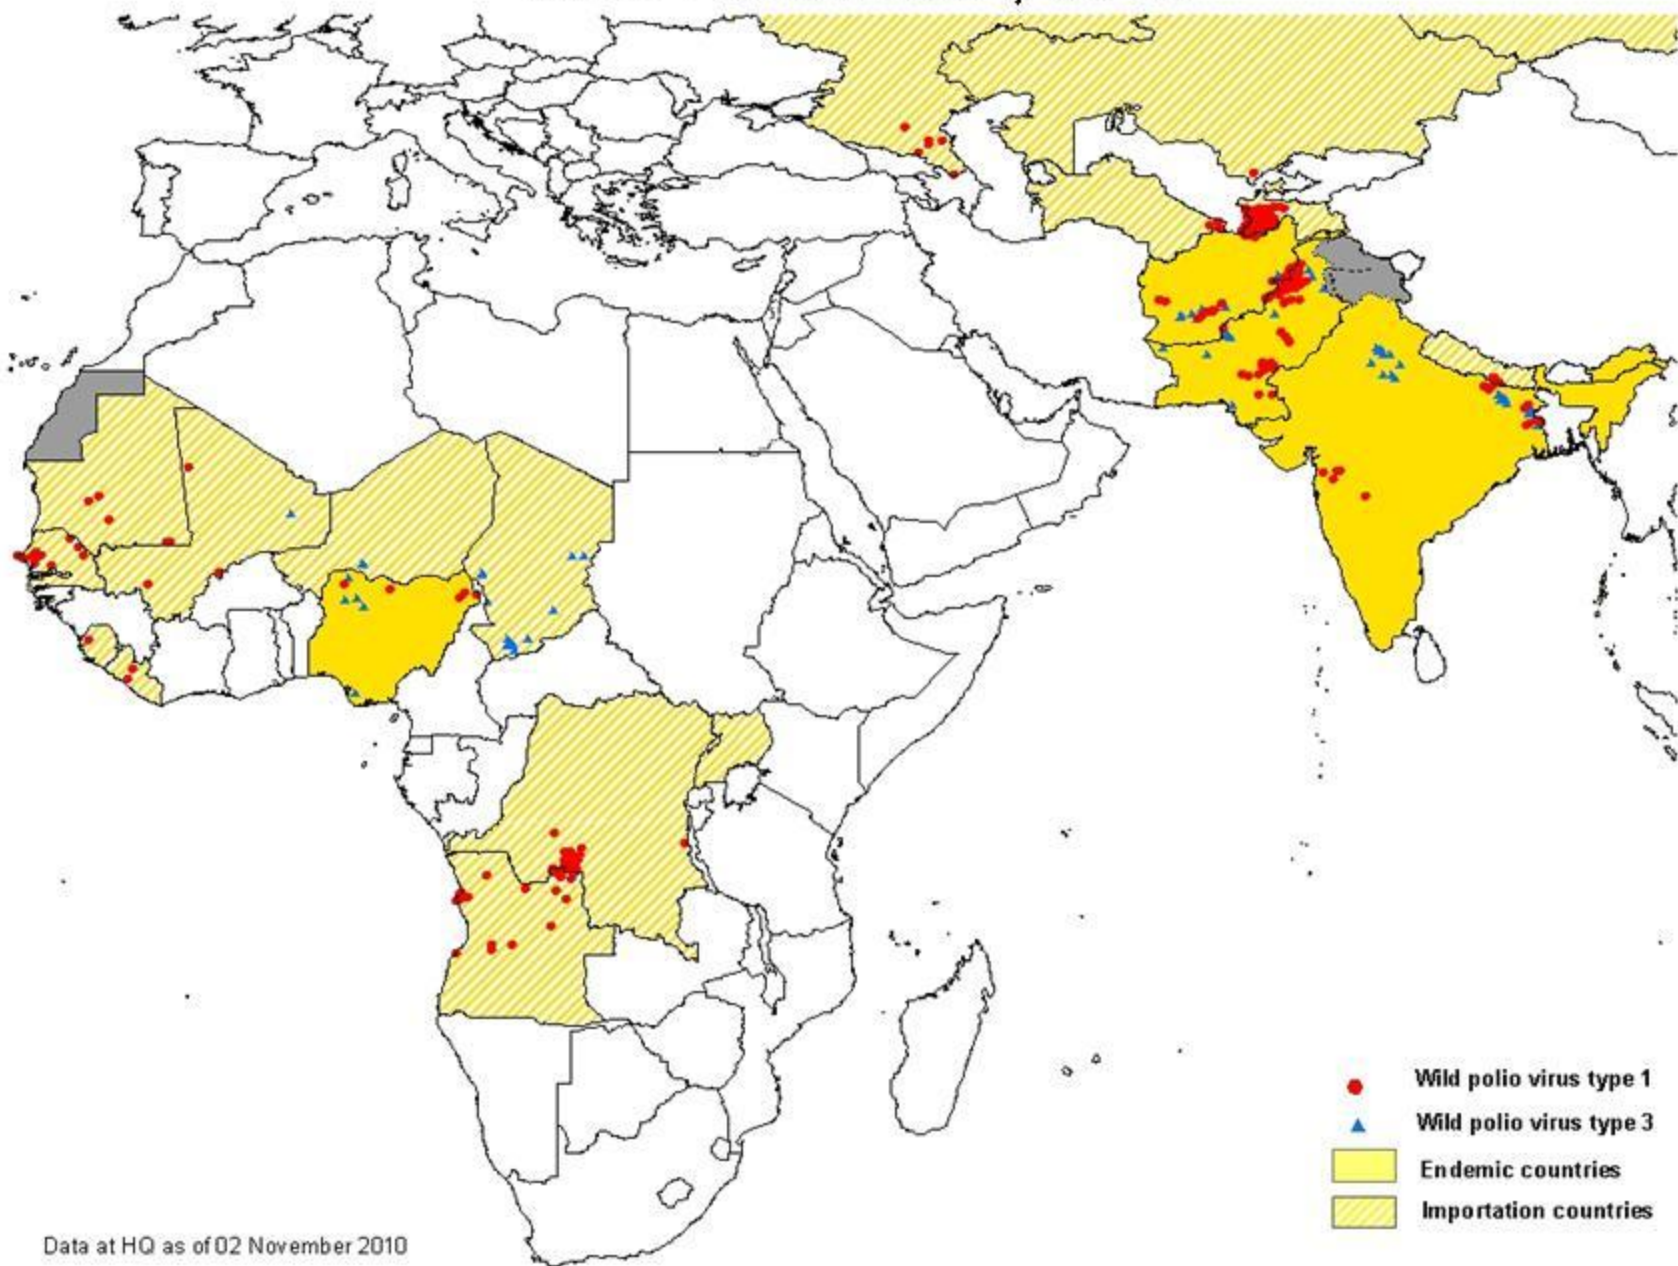 Wild polio virus type 1
Wild polio virus type 3
Endemic countries
Importation countries
Data at HQ as of 02 November 2010